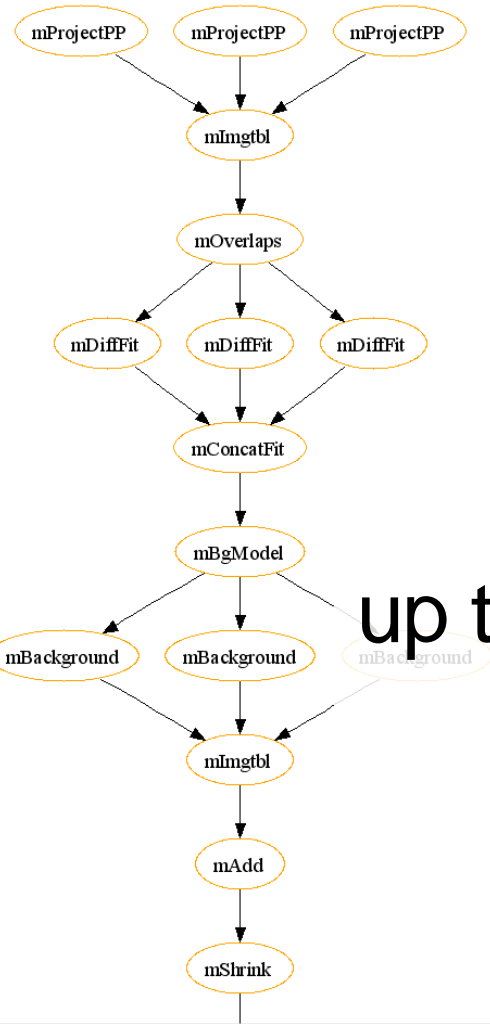 mProjectPP mProjectPP mProjectPP
mImgtbl
mOverlaps
mDiffFit mDiffFit mDiffFit
mConcatFit
mBgModel
up t
mBackground mBackground mBackground
mImgtbl
mAdd
mShrink